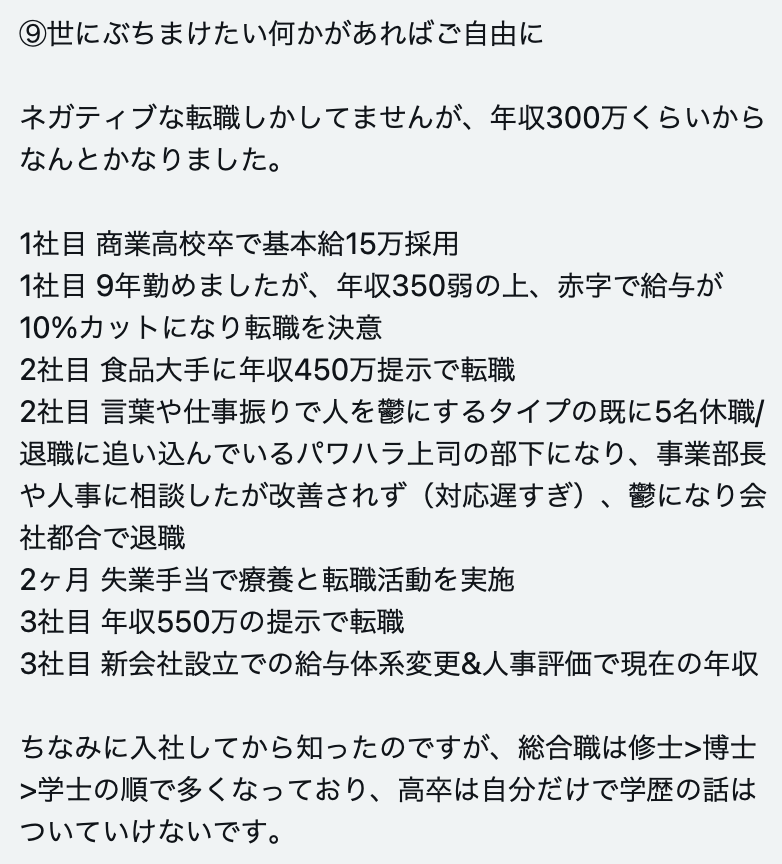 ⑨世にぶちまけたい何かがあればご自由に
ネガティブな転職しかしてませんが、年収300万くらいから
なんとかなりました。
1社目 商業高校卒で基本給15万採用
1社目 9年勤めましたが、年収350弱の上、赤字で給与が
10%カットになり転職を決意
2社目 食品大手に年収450万提示で転職
2社目 言葉や仕事振りで人を鬱にするタイプの既に5名休職/
退職に追い込んでいるパワハラ上司の部下になり、事業部長
や人事に相談したが改善されず（対応遅すぎ）、鬱になり会
社都合で退職
2ヶ月 失業手当で療養と転職活動を実施
3社目 年収550万の提示で転職
3社目 新会社設立での給与体系変更&人事評価で現在の年収
ちなみに入社してから知ったのですが、総合職は修士>博士
>学士の順で多くなっており、高卒は自分だけで学歴の話は
ついていけないです。